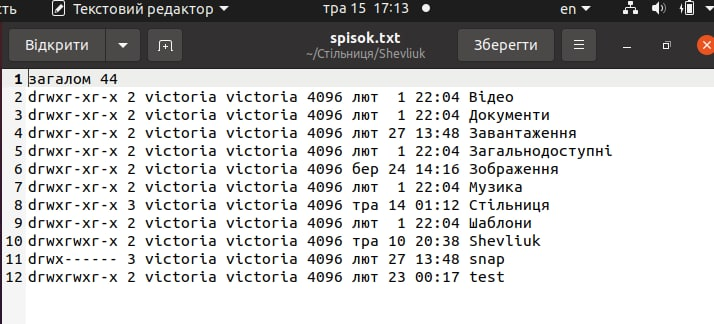 сть Текстовий редактор тра 15 17:13 en
Відкрити spisok.txt Зберегти
~/Стільниця/Shevliuk
1 загалом 44
2 drwxr-xr-x 2 victoria victoria 4096 лют  1 22:04 Відео
3 drwxr-xr-x 2 victoria victoria 4096 лют  1 22:04 Документи
4 drwxr-xr-x 2 victoria victoria 4096 лют 27 13:48 Завантаження
5 drwxr-xr-x 2 victoria victoria 4096 лют  1 22:04 Загальнодоступні
6 drwxr-xr-x 2 victoria victoria 4096 бер 24 14:16 Зображення
7 drwxr-xr-x 2 victoria victoria 4096 лют  1 22:04 Музика
8 drwxr-xr-x 3 victoria victoria 4096 тра 14 01:12 Стільниця
9 drwxr-xr-x 2 victoria victoria 4096 лют  1 22:04 Шаблони
10 drwxrwxr-x 2 victoria victoria 4096 тра 10 20:38 Shevliuk
11 drwx------ 3 victoria victoria 4096 лют 27 13:48 snap
12 drwxrwxr-x 2 victoria victoria 4096 лют 23 00:17 test